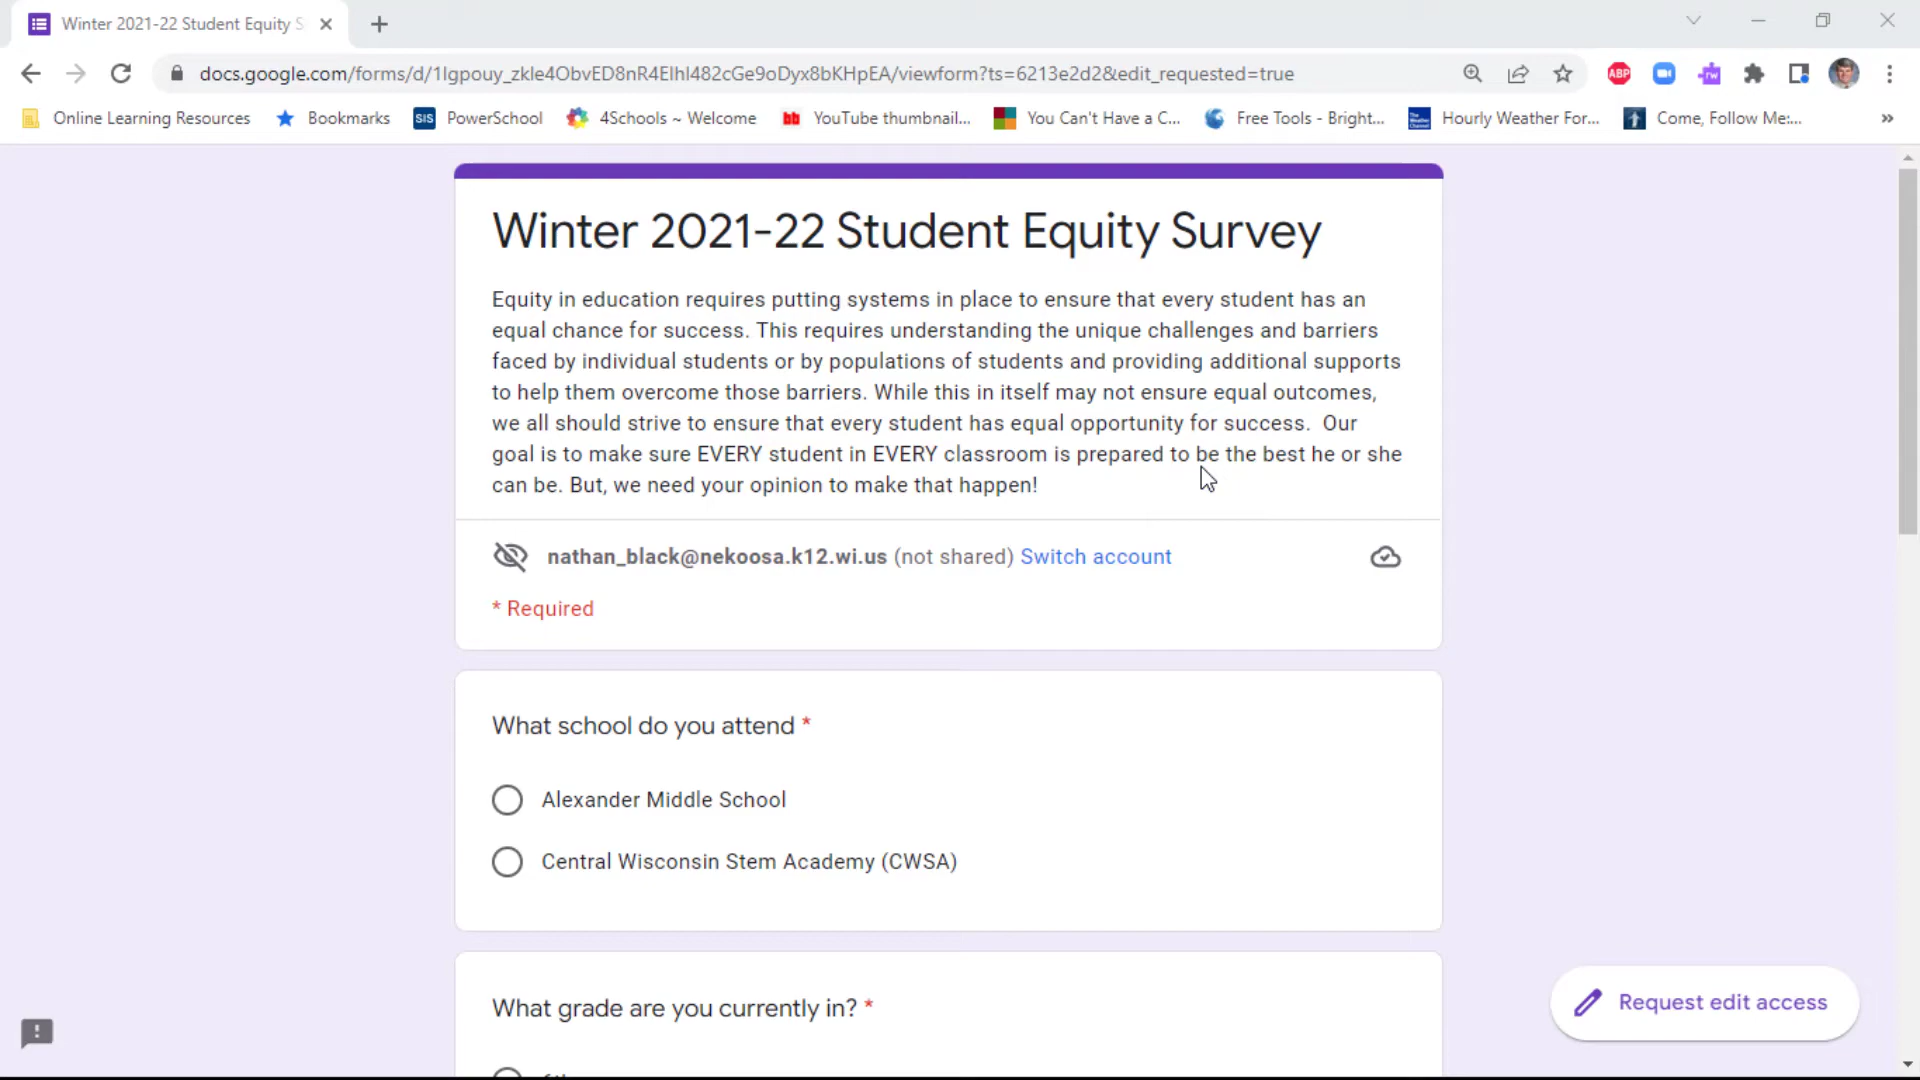 Winter 2021-22 Student Equity S
docs.google.com/forms/d/1lgpouy_zkle4ObvED8nR4Elhl482cGe9oDyx8bKHpEA/viewform?ts=6213e2d2&edit_requested=true
ABP
rw
Online Learning Resources
Bookmarks
SIS PowerSchool
4Schools ~ Welcome
bb YouTube thumbnail...
You Can't Have a C...
Free Tools - Bright...
Hourly Weather For...
Come, Follow Me:...
Winter 2021-22 Student Equity Survey
Equity in education requires putting systems in place to ensure that every student has an
equal chance for success. This requires understanding the unique challenges and barriers
faced by individual students or by populations of students and providing additional supports
to help them overcome those barriers. While this in itself may not ensure equal outcomes,
we all should strive to ensure that every student has equal opportunity for success. Our
goal is to make sure EVERY student in EVERY classroom is prepared to be the best he or she
can be. But, we need your opinion to make that happen!
nathan_black@nekoosa.k12.wi.us (not shared) Switch account
* Required
What school do you attend *
Alexander Middle School
Central Wisconsin Stem Academy (CWSA)
What grade are you currently in? *
Request edit access